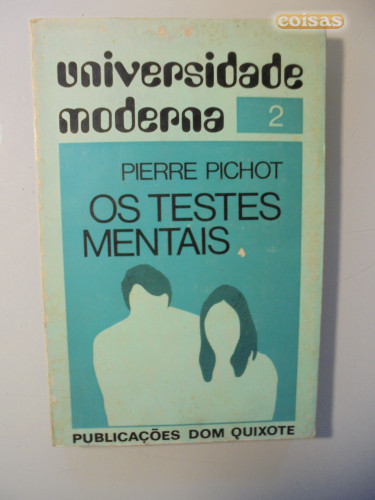 coisas
universidade
moderna 2
PIERRE PICHOT
OS TESTES
MENTAIS
PUBLICAÇÕES DOM QUIXOTE